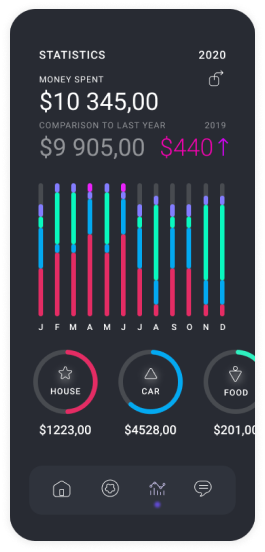 STATISTICS 2020
MONEY SPENT
$10 345,00
COMPARISON TO LAST YEAR 2019
$9 905,00 $440↑
J F M A M J J A S O N D
HOUSE CAR FOOD
$1223,00 $4528,00 $201,00